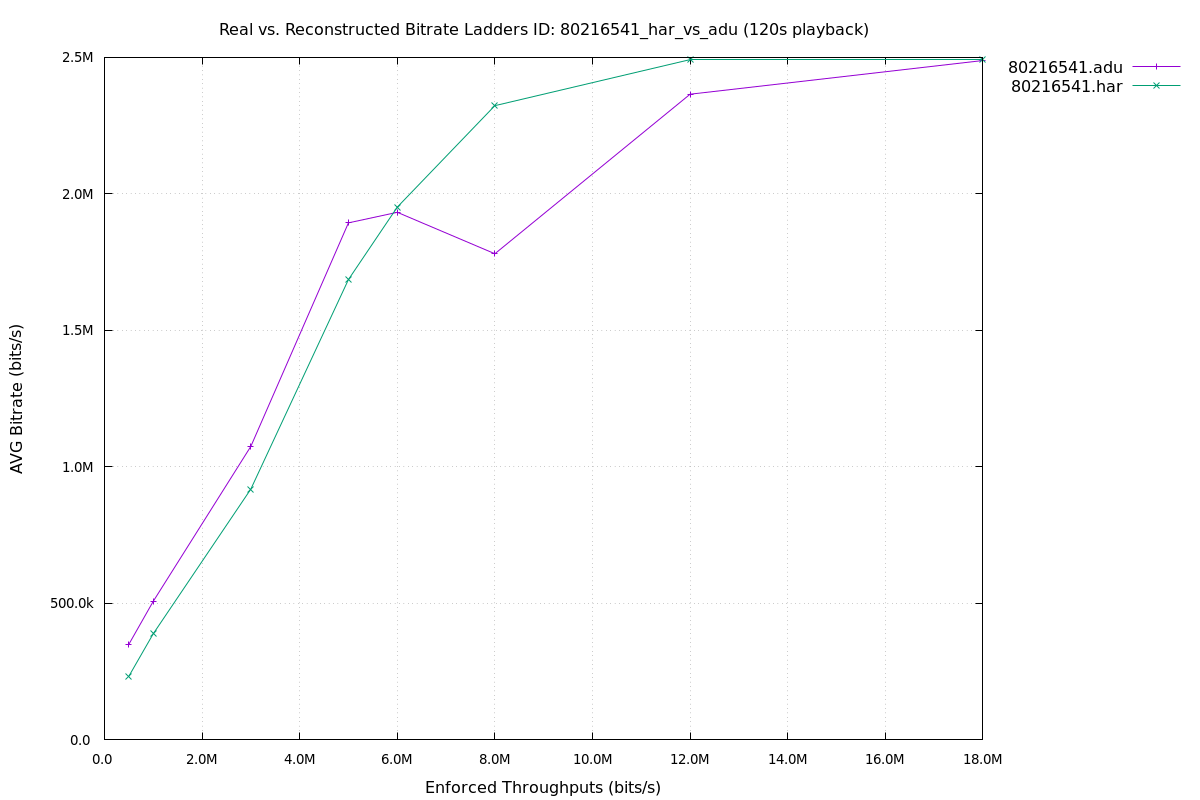 Real vs. Reconstructed Bitrate Ladders ID: 80216541_har_vs_adu (120s playback)
80216541.adu
80216541.har
AVG Bitrate (bits/s)
2.5M
2.0M
1.5M
1.0M
500.0k
0.0
0.0 2.0M 4.0M 6.0M 8.0M 10.0M 12.0M 14.0M 16.0M 18.0M
Enforced Throughputs (bits/s)